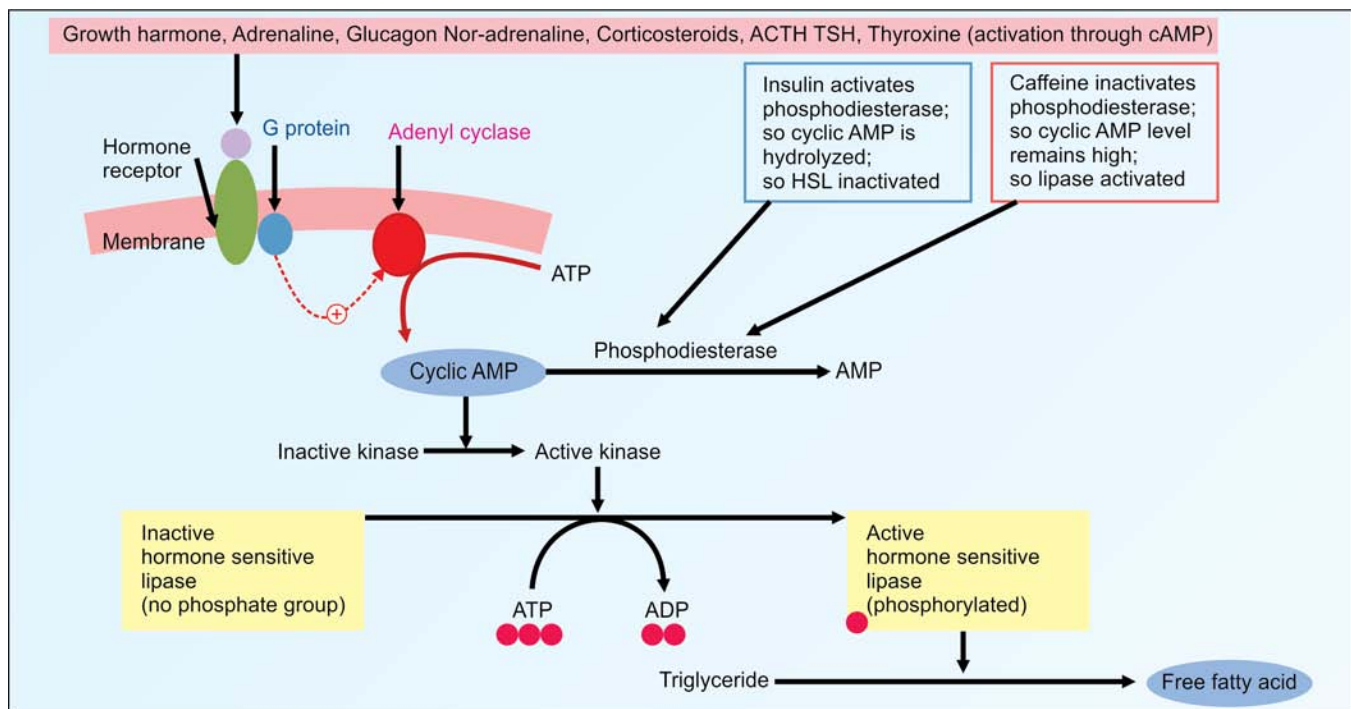 Growth harmone, Adrenaline, Glucagon Nor-adrenaline, Corticosteroids, ACTH TSH, Thyroxine (activation through cAMP)
Insulin activates
phosphodiesterase;
so cyclic AMP is
hydrolyzed;
so HSL inactivated
Caffeine inactivates
phosphodiesterase;
so cyclic AMP level
remains high;
so lipase activated
G protein
Adenyl cyclase
Hormone
receptor
Membrane
ATP
+
Phosphodiesterase
Cyclic AMP
AMP
Inactive kinase
Active kinase
Inactive
hormone sensitive
lipase
(no phosphate group)
ATP
ADP
Active
hormone sensitive
lipase
(phosphorylated)
Triglyceride
Free fatty acid